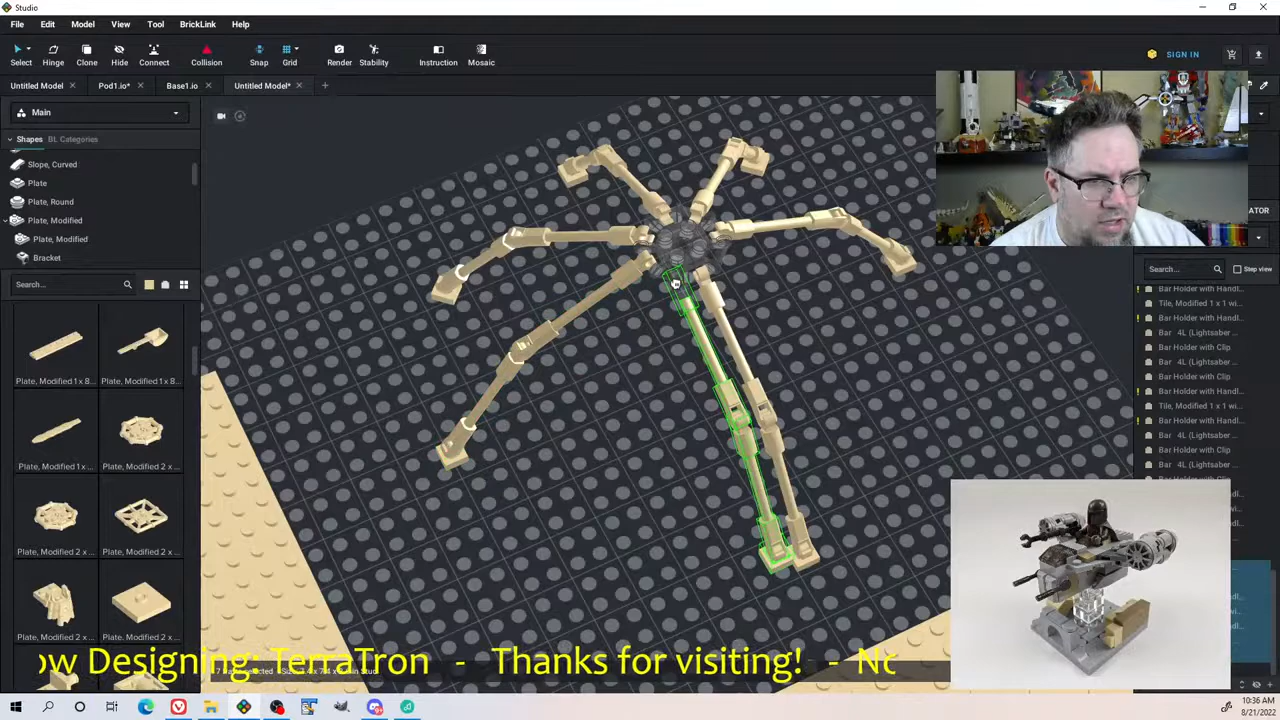 Studio
File Edit Model View Tool BrickLink Help
Select Hinge Clone Hide Connect Collision Snap Grid Render Stability Instruction Mosaic
SIGN IN
Untitled Model Pod1.io* Base1.io Untitled Model*
Main
Shapes BL Categories
Slope, Curved
Plate
Plate, Round
Plate, Modified
Plate, Modified
Bracket
Search...
Plate, Modified 1 x 8... Plate, Modified 1 x 8...
Plate, Modified 1 x ... Plate, Modified 2 x ...
Plate, Modified 2 x ... Plate, Modified 2 x ...
Plate, Modified 2 x ... Plate, Modified 2 x ...
Search... Step view
Bar Holder with Handl...
Tile, Modified 1 x 1 wi...
Bar Holder with Handl...
Bar 4L (Lightsaber ...
Bar Holder with Clip
Bar 4L (Lightsaber ...
Bar Holder with Clip
Bar Holder with Handl...
Tile, Modified 1 x 1 wi...
Bar Holder with Handl...
Bar 4L (Lightsaber ...
Bar Holder with Clip
Bar 4L (Lightsaber ...
ow Designing: TerraTron - Thanks for visiting! - No
10:36 AM
8/21/2022